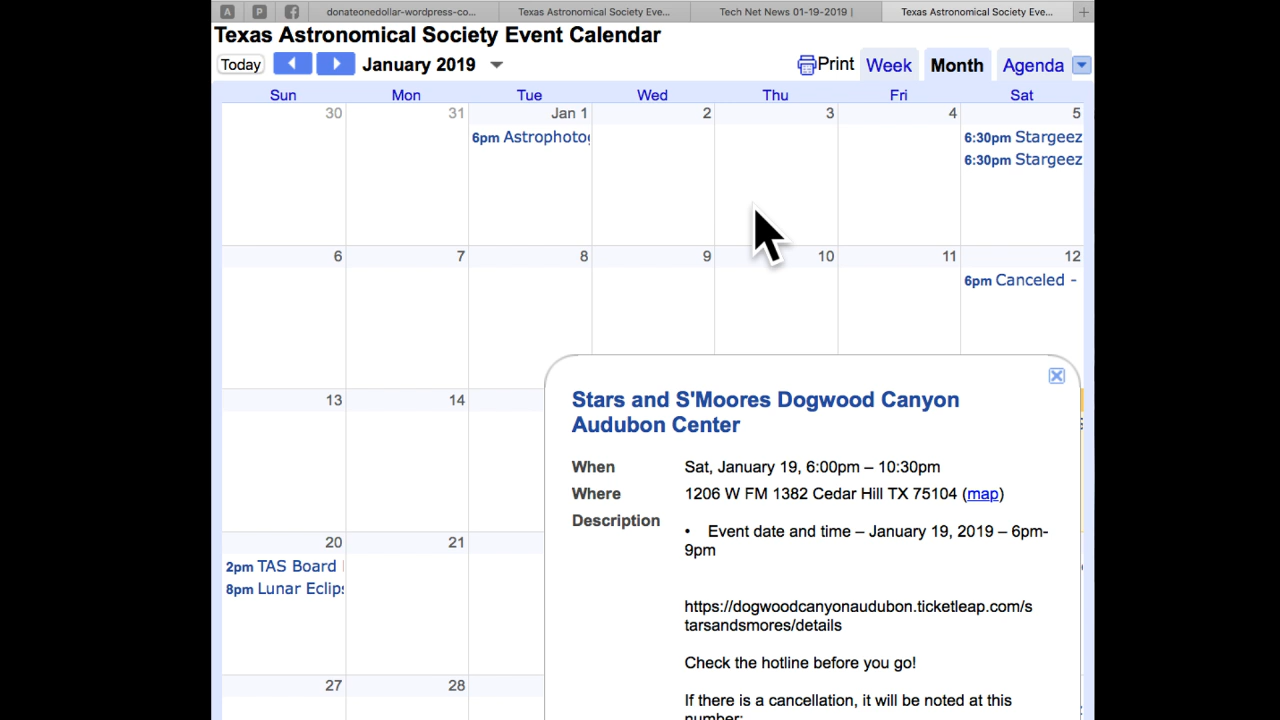 A P donateonedollar-wordpress-co... Texas Astronomical Society Eve... Tech Net News 01-19-2019 | Texas Astronomical Society Eve... +
Texas Astronomical Society Event Calendar
Today January 2019 Print Week Month Agenda
Sun Mon Tue Wed Thu Fri Sat
30 31 Jan 1 2 3 4 5
6pm Astrophotog 6:30pm Stargeez
6:30pm Stargeez
6 7 8 9 10 11 12
6pm Canceled -
13 14
Stars and S'Moores Dogwood Canyon
Audubon Center
When Sat, January 19, 6:00pm – 10:30pm
Where 1206 W FM 1382 Cedar Hill TX 75104 (map)
Description
• Event date and time – January 19, 2019 – 6pm-
9pm
20 21
2pm TAS Board
8pm Lunar Eclips
https://dogwoodcanyonaudubon.ticketleap.com/s
tarsandsmores/details
Check the hotline before you go!
27 28
If there is a cancellation, it will be noted at this
number: